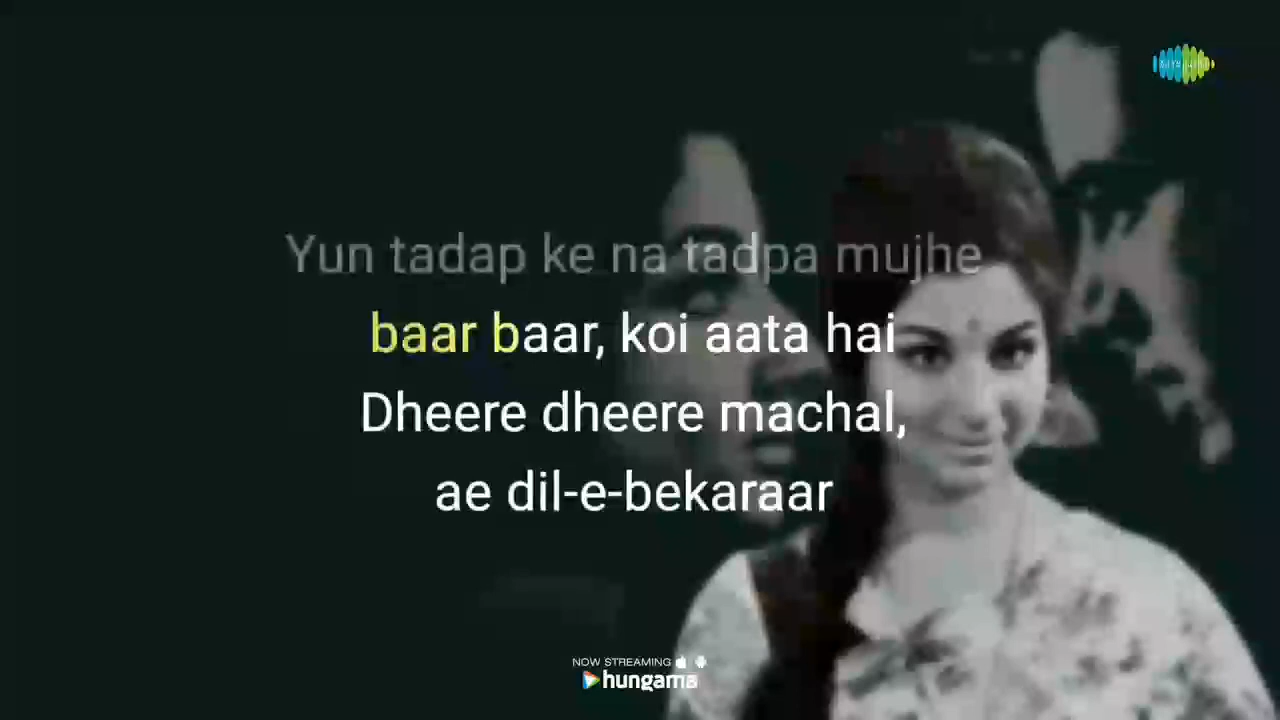 Yun tadap ke na tadpa mujhe
baar baar, koi aata hai
Dheere dheere machal,
ae dil-e-bekaraar
NOW STREAMING
hungama